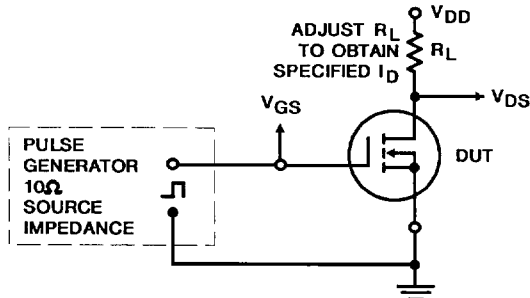 V_DD
ADJUST R_L
TO OBTAIN
SPECIFIED I_D
R_L
V_GS
V_DS
DUT
PULSE
GENERATOR
10Ω
SOURCE
IMPEDANCE